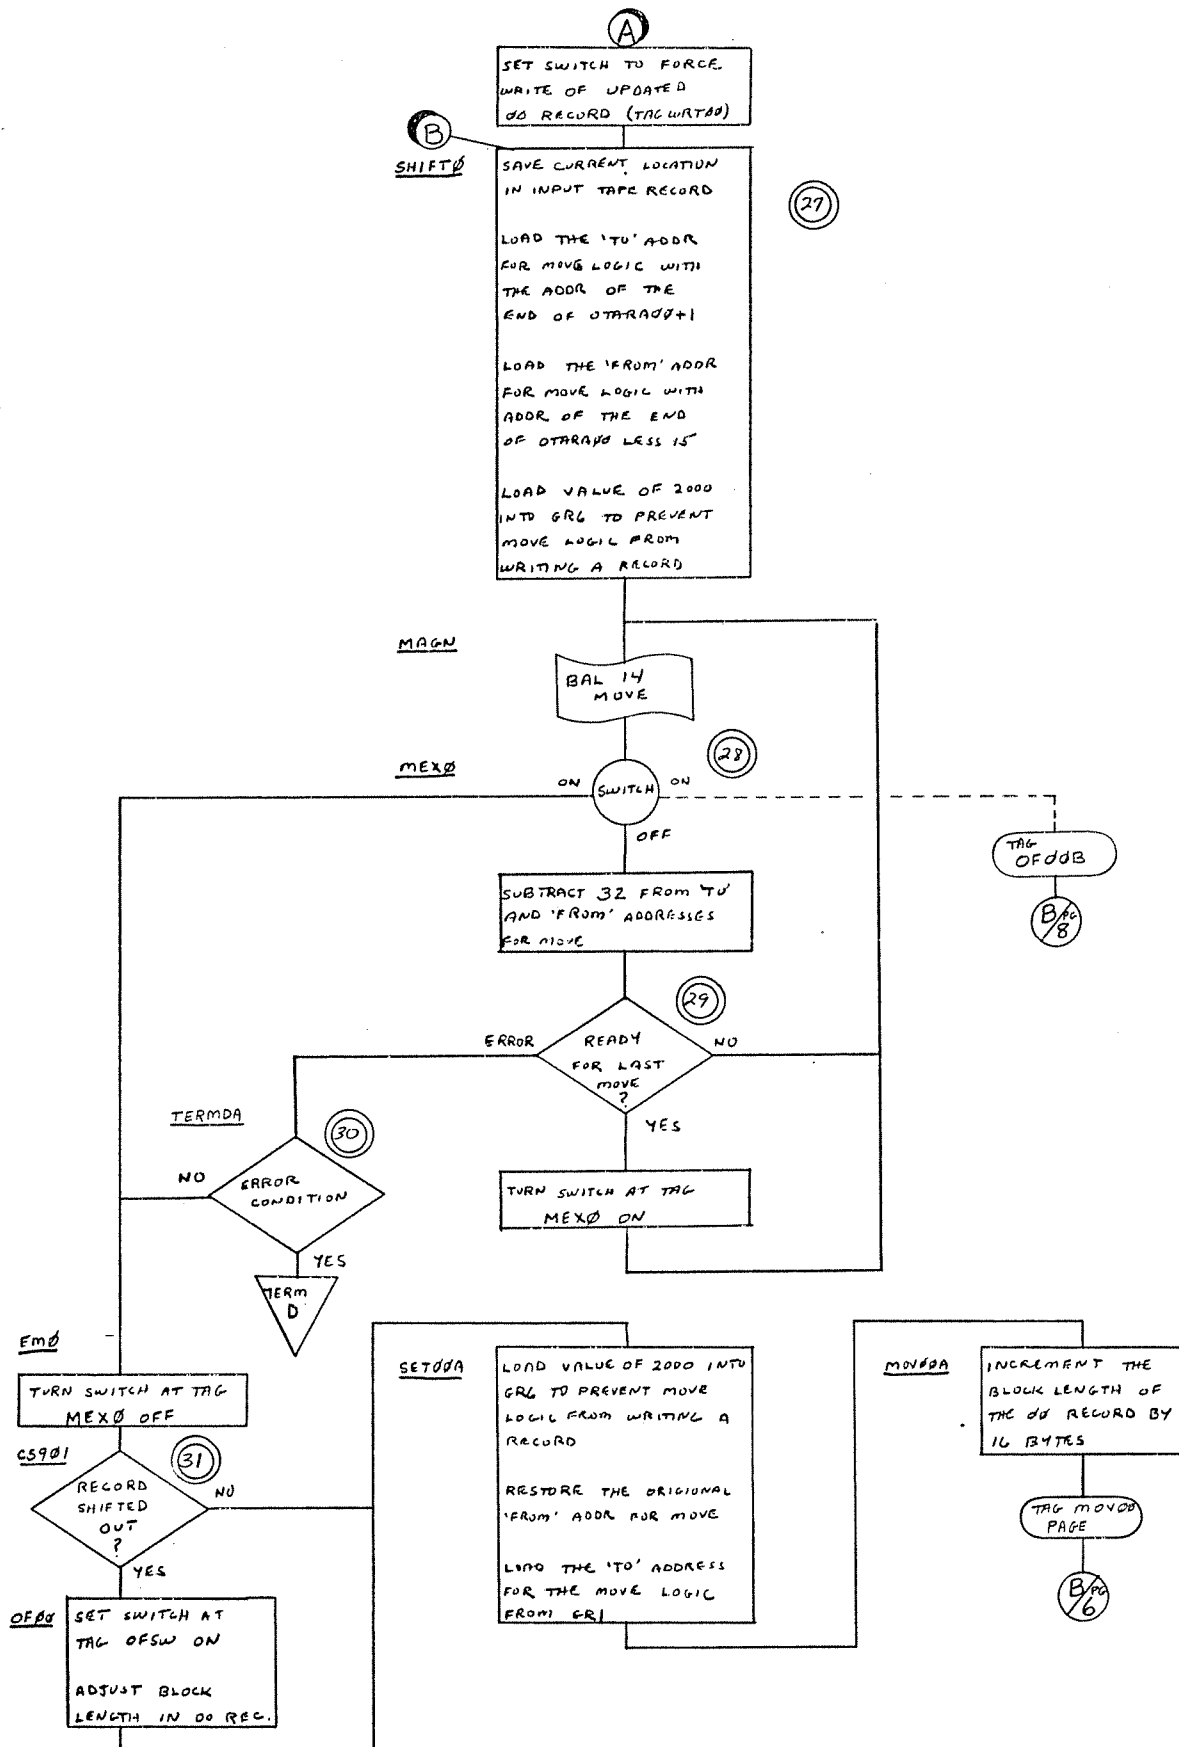 A
SET SWITCH TO FORCE
WRITE OF UPDATED
ØØ RECORD (TAG WRTØØ)
B
SHIFTØ
SAVE CURRENT LOCATION
IN INPUT TAPE RECORD
LOAD THE 'TO' ADDR
FOR MOVE LOGIC WITH
THE ADDR OF THE
END OF OTARAØØ+1
LOAD THE 'FROM' ADDR
FOR MOVE LOGIC WITH
ADDR OF THE END
OF OTARAØØ LESS 15
LOAD VALUE OF 2000
INTO GR6 TO PREVENT
MOVE LOGIC FROM
WRITING A RECORD
27
MAGN
BAL 14
MOVE
28
MEXØ
ON
SWITCH
ON
OFF
TAG
OFØØB
B/PG
8
SUBTRACT 32 FROM 'TO'
AND 'FROM' ADDRESSES
FOR MOVE
29
ERROR
READY
FOR LAST
MOVE
?
NO
YES
TERMDA
30
NO
ERROR
CONDITION
YES
TERM
D
TURN SWITCH AT TAG
MEXØ ON
EMØ
TURN SWITCH AT TAG
MEXØ OFF
CS9Ø1
31
RECORD
SHIFTED
OUT
?
NO
YES
OFØØ
SET SWITCH AT
TAG OFSW ON
ADJUST BLOCK
LENGTH IN OO REC.
SETØØA
LOAD VALUE OF 2000 INTO
GR6 TO PREVENT MOVE
LOGIC FROM WRITING A
RECORD
RESTORE THE ORIGIONAL
'FROM' ADDR FOR MOVE
LOAD THE 'TO' ADDRESS
FOR THE MOVE LOGIC
FROM GR1
MOVØØA
INCREMENT THE
BLOCK LENGTH OF
THE ØØ RECORD BY
16 BYTES
TAG MOVØØ
PAGE
B/PG
6